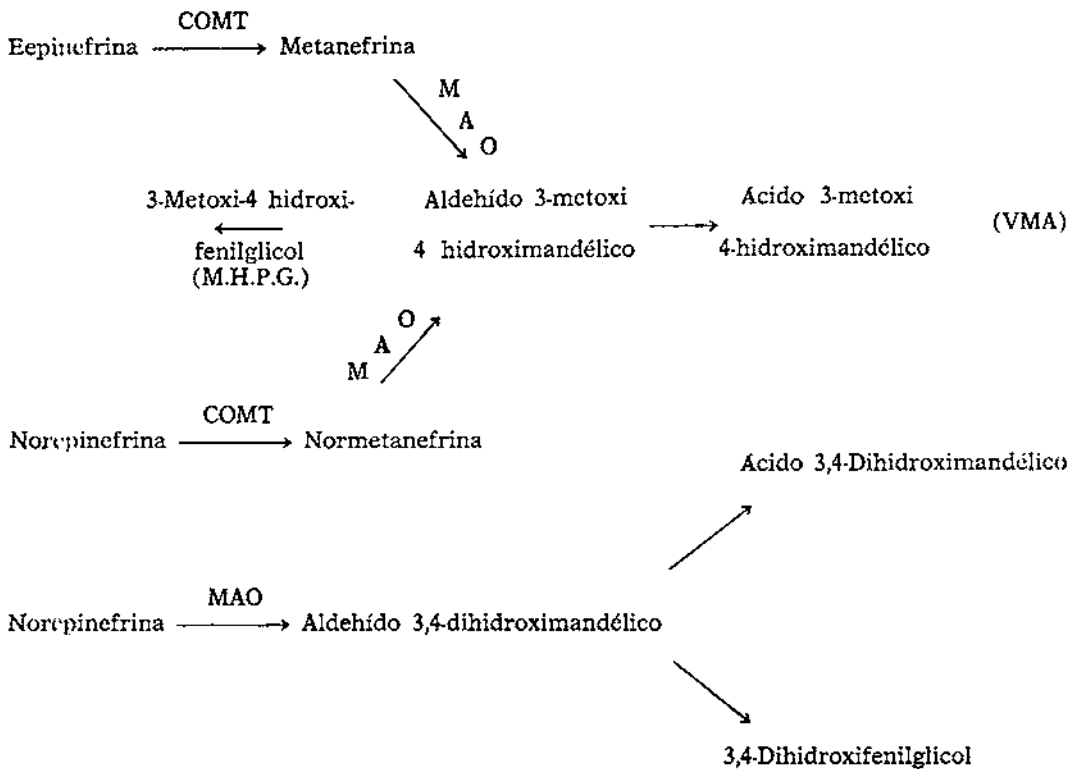 COMT
Eepinefrina Metanefrina
M
A
O
3-Metoxi-4 hidroxi- Aldehído 3-metoxi Acido 3-metoxi
(VMA)
fenilglicol 4 hidroximandélico 4-hidroximandélico
(M.H.P.G.)
O
A
M
COMT
Norepinefrina Normetanefrina
Acido 3,4-Dihidroximandélico
MAO
Norepinefrina Aldehído 3,4-dihidroximandélico
3,4-Dihidroxifenilglicol